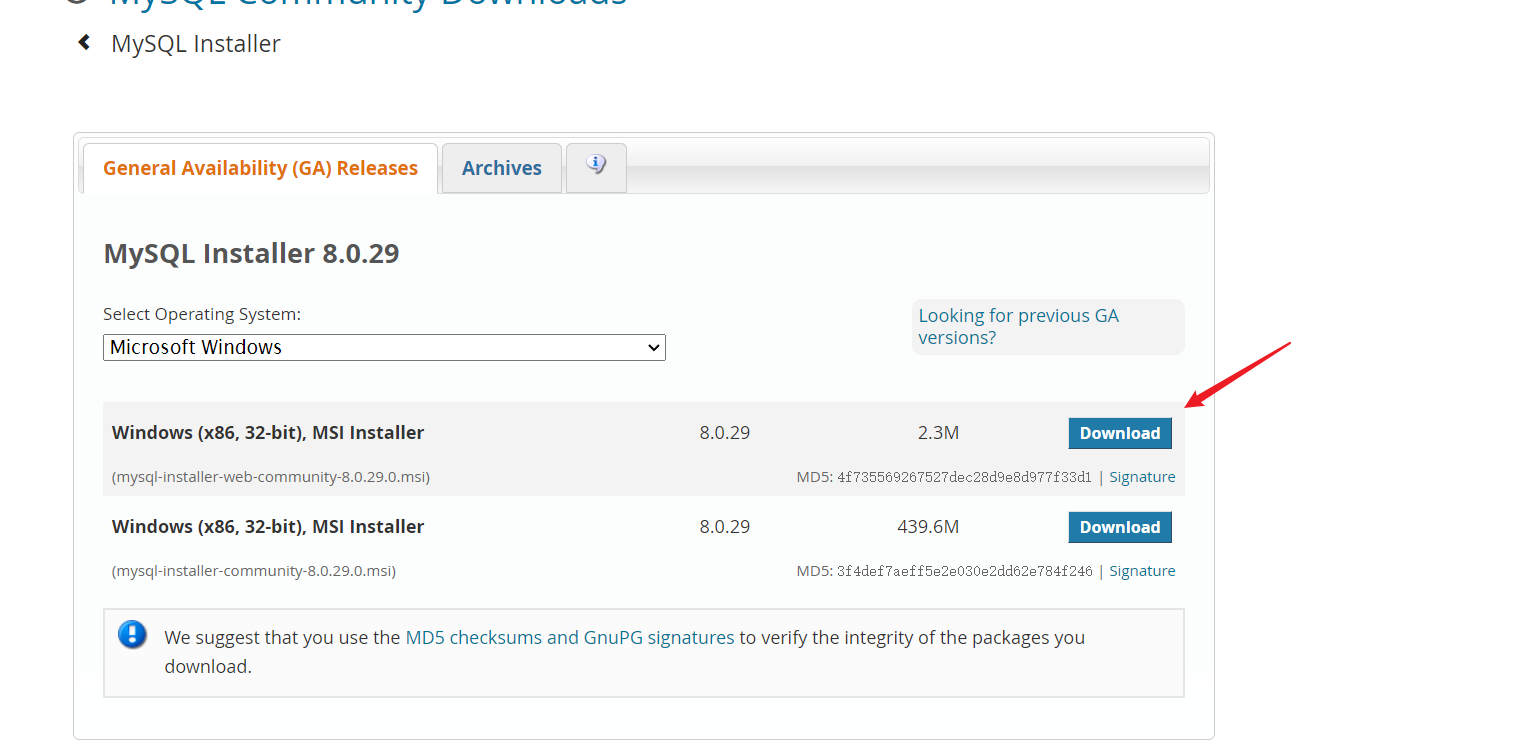 MySQL Community Downloads
MySQL Installer
General Availability (GA) Releases
Archives
MySQL Installer 8.0.29
Select Operating System:
Looking for previous GA
versions?
Microsoft Windows
Windows (x86, 32-bit), MSI Installer 8.0.29 2.3M Download
(mysql-installer-web-community-8.0.29.0.msi) MD5: 4f735569267527dec28d9e8d977f33d1 | Signature
Windows (x86, 32-bit), MSI Installer 8.0.29 439.6M Download
(mysql-installer-community-8.0.29.0.msi) MD5: 3f4def7aeff5e2e030e2dd62e784f246 | Signature
We suggest that you use the MD5 checksums and GnuPG signatures to verify the integrity of the packages you
download.